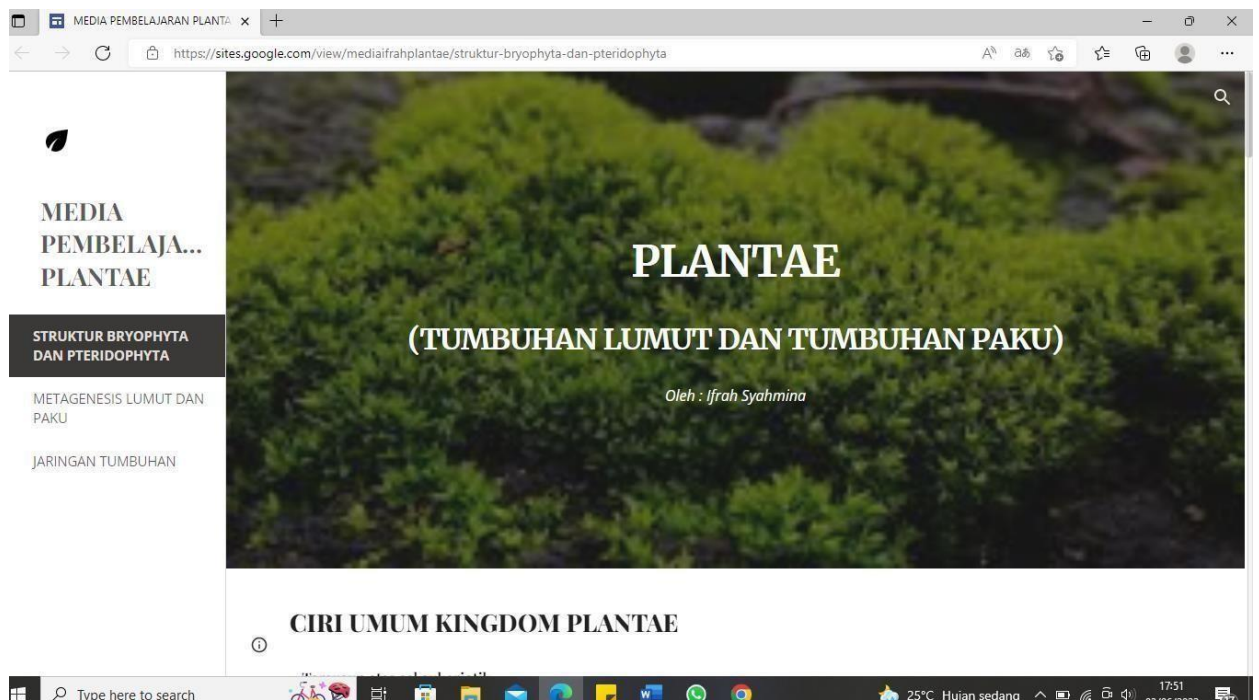 MEDIA PEMBELAJARAN PLANTA
https://sites.google.com/view/mediaifrahplantae/struktur-bryophyta-dan-pteridophyta
MEDIA
PEMBELAJA...
PLANTAE
STRUKTUR BRYOPHYTA
DAN PTERIDOPHYTA
METAGENESIS LUMUT DAN
PAKU
JARINGAN TUMBUHAN
PLANTAE
(TUMBUHAN LUMUT DAN TUMBUHAN PAKU)
Oleh : Ifrah Syahmina
CIRI UMUM KINGDOM PLANTAE
Type here to search
25°C Hujan sedang
17:51